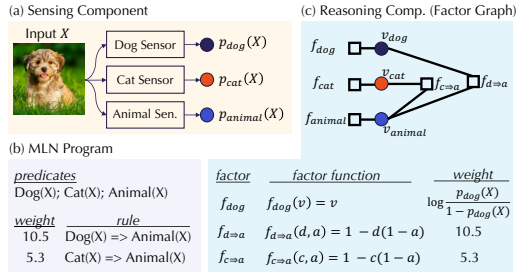 (a) Sensing Component
Input X
Dog Sensor
p_dog(X)
Cat Sensor
p_cat(X)
Animal Sen.
p_animal(X)
(c) Reasoning Comp. (Factor Graph)
f_dog
v_dog
f_cat
v_cat
f_c⇒a
f_d⇒a
f_animal
v_animal
(b) MLN Program
predicates
Dog(X); Cat(X); Animal(X)
weight rule
10.5 Dog(X) => Animal(X)
5.3 Cat(X) => Animal(X)
factor factor function weight
f_dog f_dog(v) = v log p_dog(X) / 1 − p_dog(X)
f_d⇒a f_d⇒a(d, a) = 1 − d(1 − a) 10.5
f_c⇒a f_c⇒a(c, a) = 1 − c(1 − a) 5.3